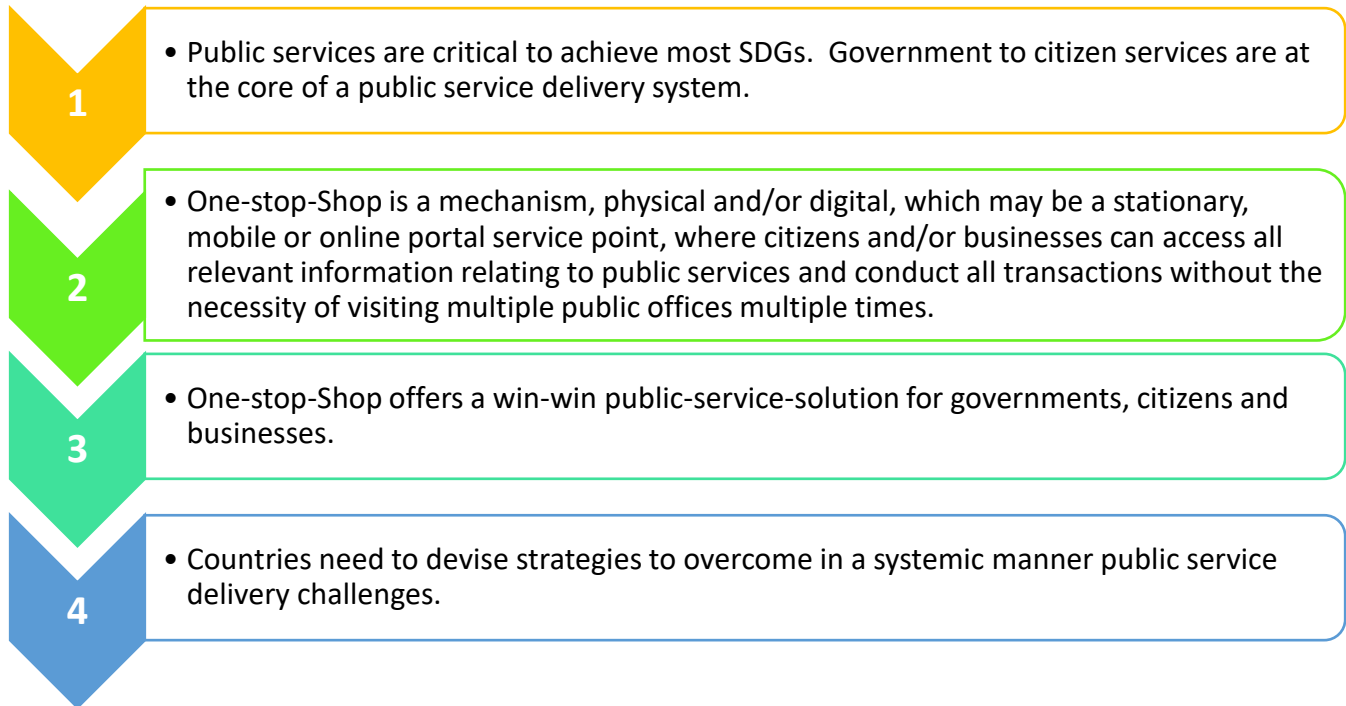 1
• Public services are critical to achieve most SDGs.  Government to citizen services are at
the core of a public service delivery system.
2
• One-stop-Shop is a mechanism, physical and/or digital, which may be a stationary,
mobile or online portal service point, where citizens and/or businesses can access all
relevant information relating to public services and conduct all transactions without the
necessity of visiting multiple public offices multiple times.
3
• One-stop-Shop offers a win-win public-service-solution for governments, citizens and
businesses.
4
• Countries need to devise strategies to overcome in a systemic manner public service
delivery challenges.